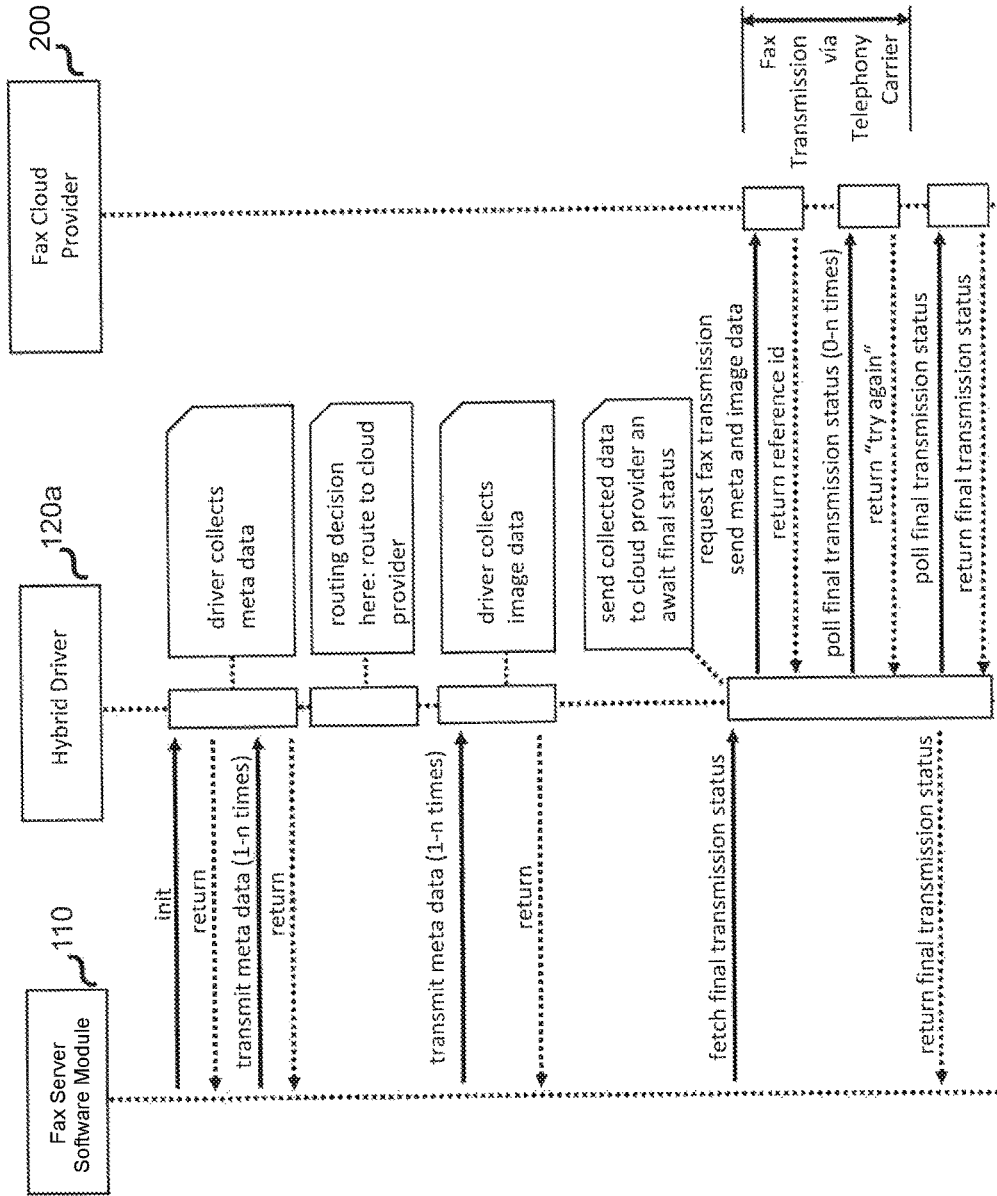 Fax Server
Software Module
110
Hybrid Driver
120a
Fax Cloud
Provider
200
init
return
transmit meta data (1-n times)
return
driver collects
meta data
routing decision
here: route to cloud
provider
transmit meta data (1-n times)
return
driver collects
image data
send collected data
to cloud provider an
await final status
fetch final transmission status
request fax transmission
send meta and image data
return reference id
poll final transmission status (0-n times)
return "try again"
poll final transmission status
return final transmission status
return final transmission status
Fax
Transmission
via
Telephony
Carrier